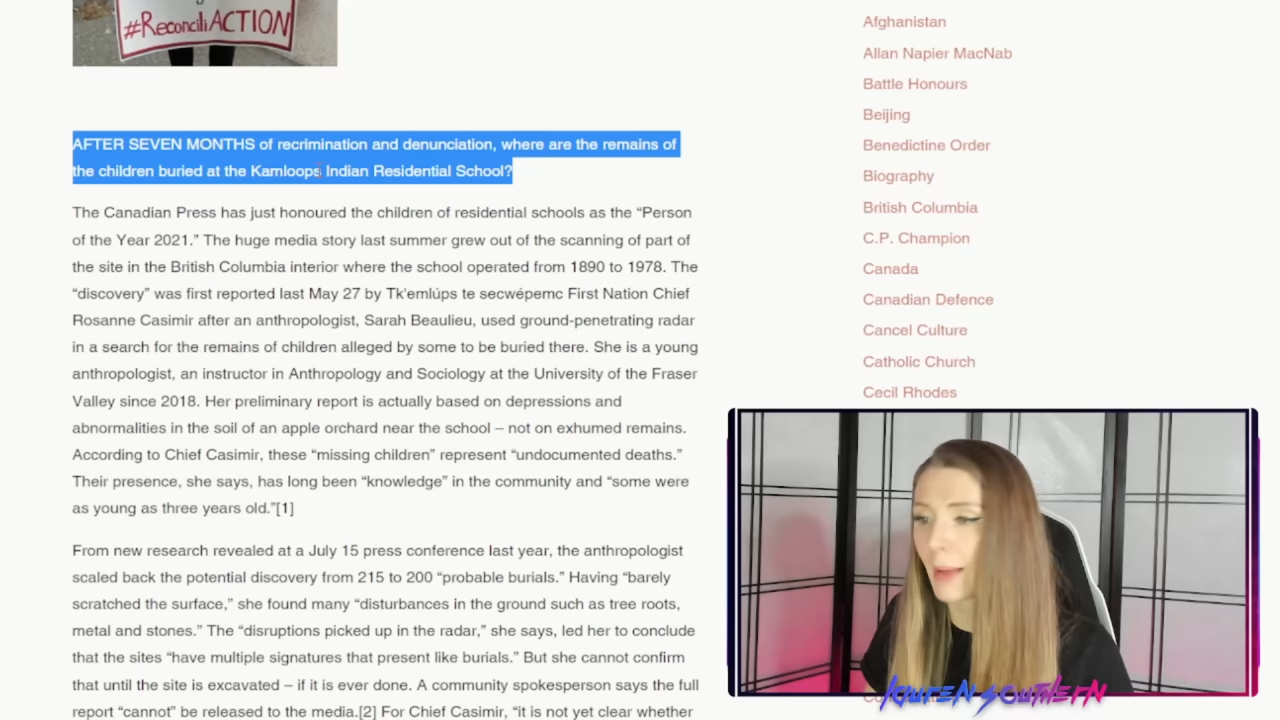 #ReconciliACTION
AFTER SEVEN MONTHS of recrimination and denunciation, where are the remains of
the children buried at the Kamloops Indian Residential School?
The Canadian Press has just honoured the children of residential schools as the “Person
of the Year 2021.” The huge media story last summer grew out of the scanning of part of
the site in the British Columbia interior where the school operated from 1890 to 1978. The
“discovery” was first reported last May 27 by Tk’emlúps te secwépemc First Nation Chief
Rosanne Casimir after an anthropologist, Sarah Beaulieu, used ground-penetrating radar
in a search for the remains of children alleged by some to be buried there. She is a young
anthropologist, an instructor in Anthropology and Sociology at the University of the Fraser
Valley since 2018. Her preliminary report is actually based on depressions and
abnormalities in the soil of an apple orchard near the school – not on exhumed remains.
According to Chief Casimir, these “missing children” represent “undocumented deaths.”
Their presence, she says, has long been “knowledge” in the community and “some were
as young as three years old.”[1]
From new research revealed at a July 15 press conference last year, the anthropologist
scaled back the potential discovery from 215 to 200 “probable burials.” Having “barely
scratched the surface,” she found many “disturbances in the ground such as tree roots,
metal and stones.” The “disruptions picked up in the radar,” she says, led her to conclude
that the sites “have multiple signatures that present like burials.” But she cannot confirm
that until the site is excavated – if it is ever done. A community spokesperson says the full
report “cannot” be released to the media.[2] For Chief Casimir, “it is not yet clear whether
Afghanistan
Allan Napier MacNab
Battle Honours
Beijing
Benedictine Order
Biography
British Columbia
C.P. Champion
Canada
Canadian Defence
Cancel Culture
Catholic Church
Cecil Rhodes
LAUREN SOUTHERN